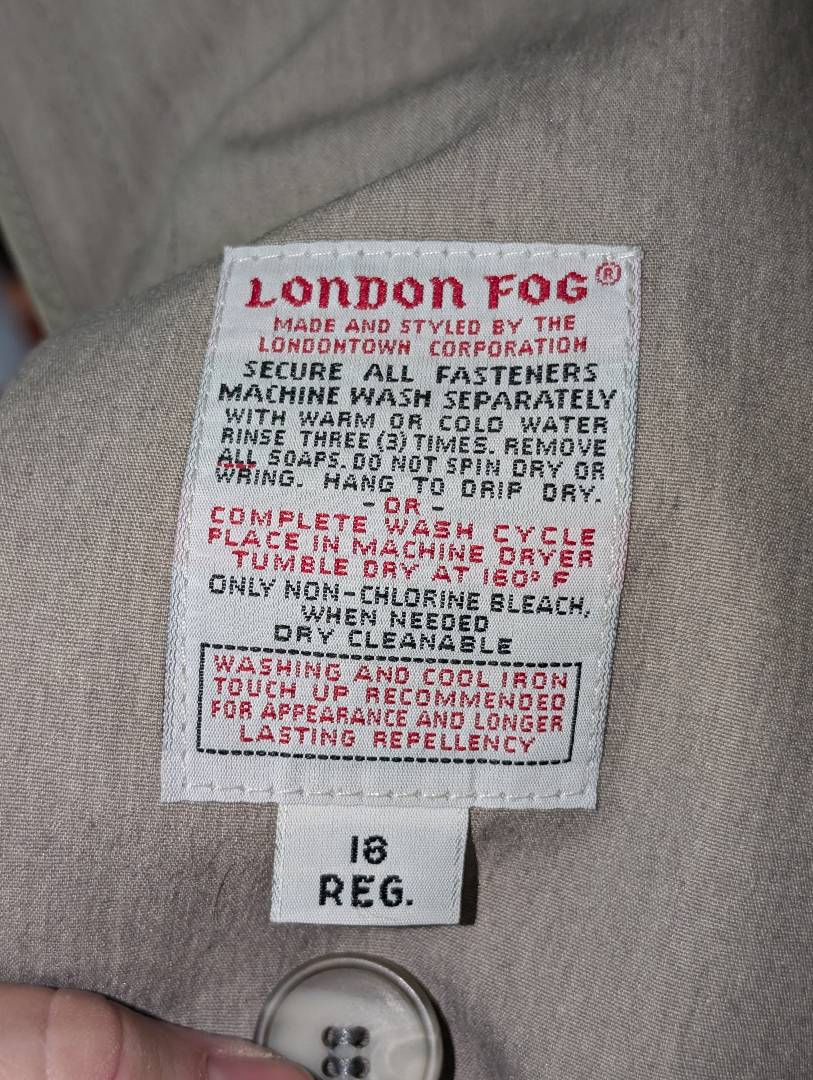 LONDON FOG®
MADE AND STYLED BY THE
LONDONTOWN CORPORATION
SECURE ALL FASTENERS
MACHINE WASH SEPARATELY
WITH WARM OR COLD WATER
RINSE THREE (3) TIMES. REMOVE
ALL SOAPS. DO NOT SPIN DRY OR
WRING. HANG TO DRIP DRY.
- OR -
COMPLETE WASH CYCLE
PLACE IN MACHINE DRYER
TUMBLE DRY AT 160° F
ONLY NON-CHLORINE BLEACH,
WHEN NEEDED
DRY CLEANABLE
WASHING AND COOL IRON
TOUCH UP RECOMMENDED
FOR APPEARANCE AND LONGER
LASTING REPELLENCY
REG.